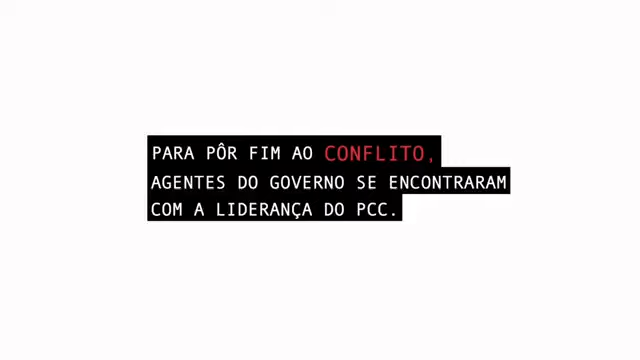 PARA PÔR FIM AO CONFLITO,
AGENTES DO GOVERNO SE ENCONTRARAM
COM A LIDERANÇA DO PCC.